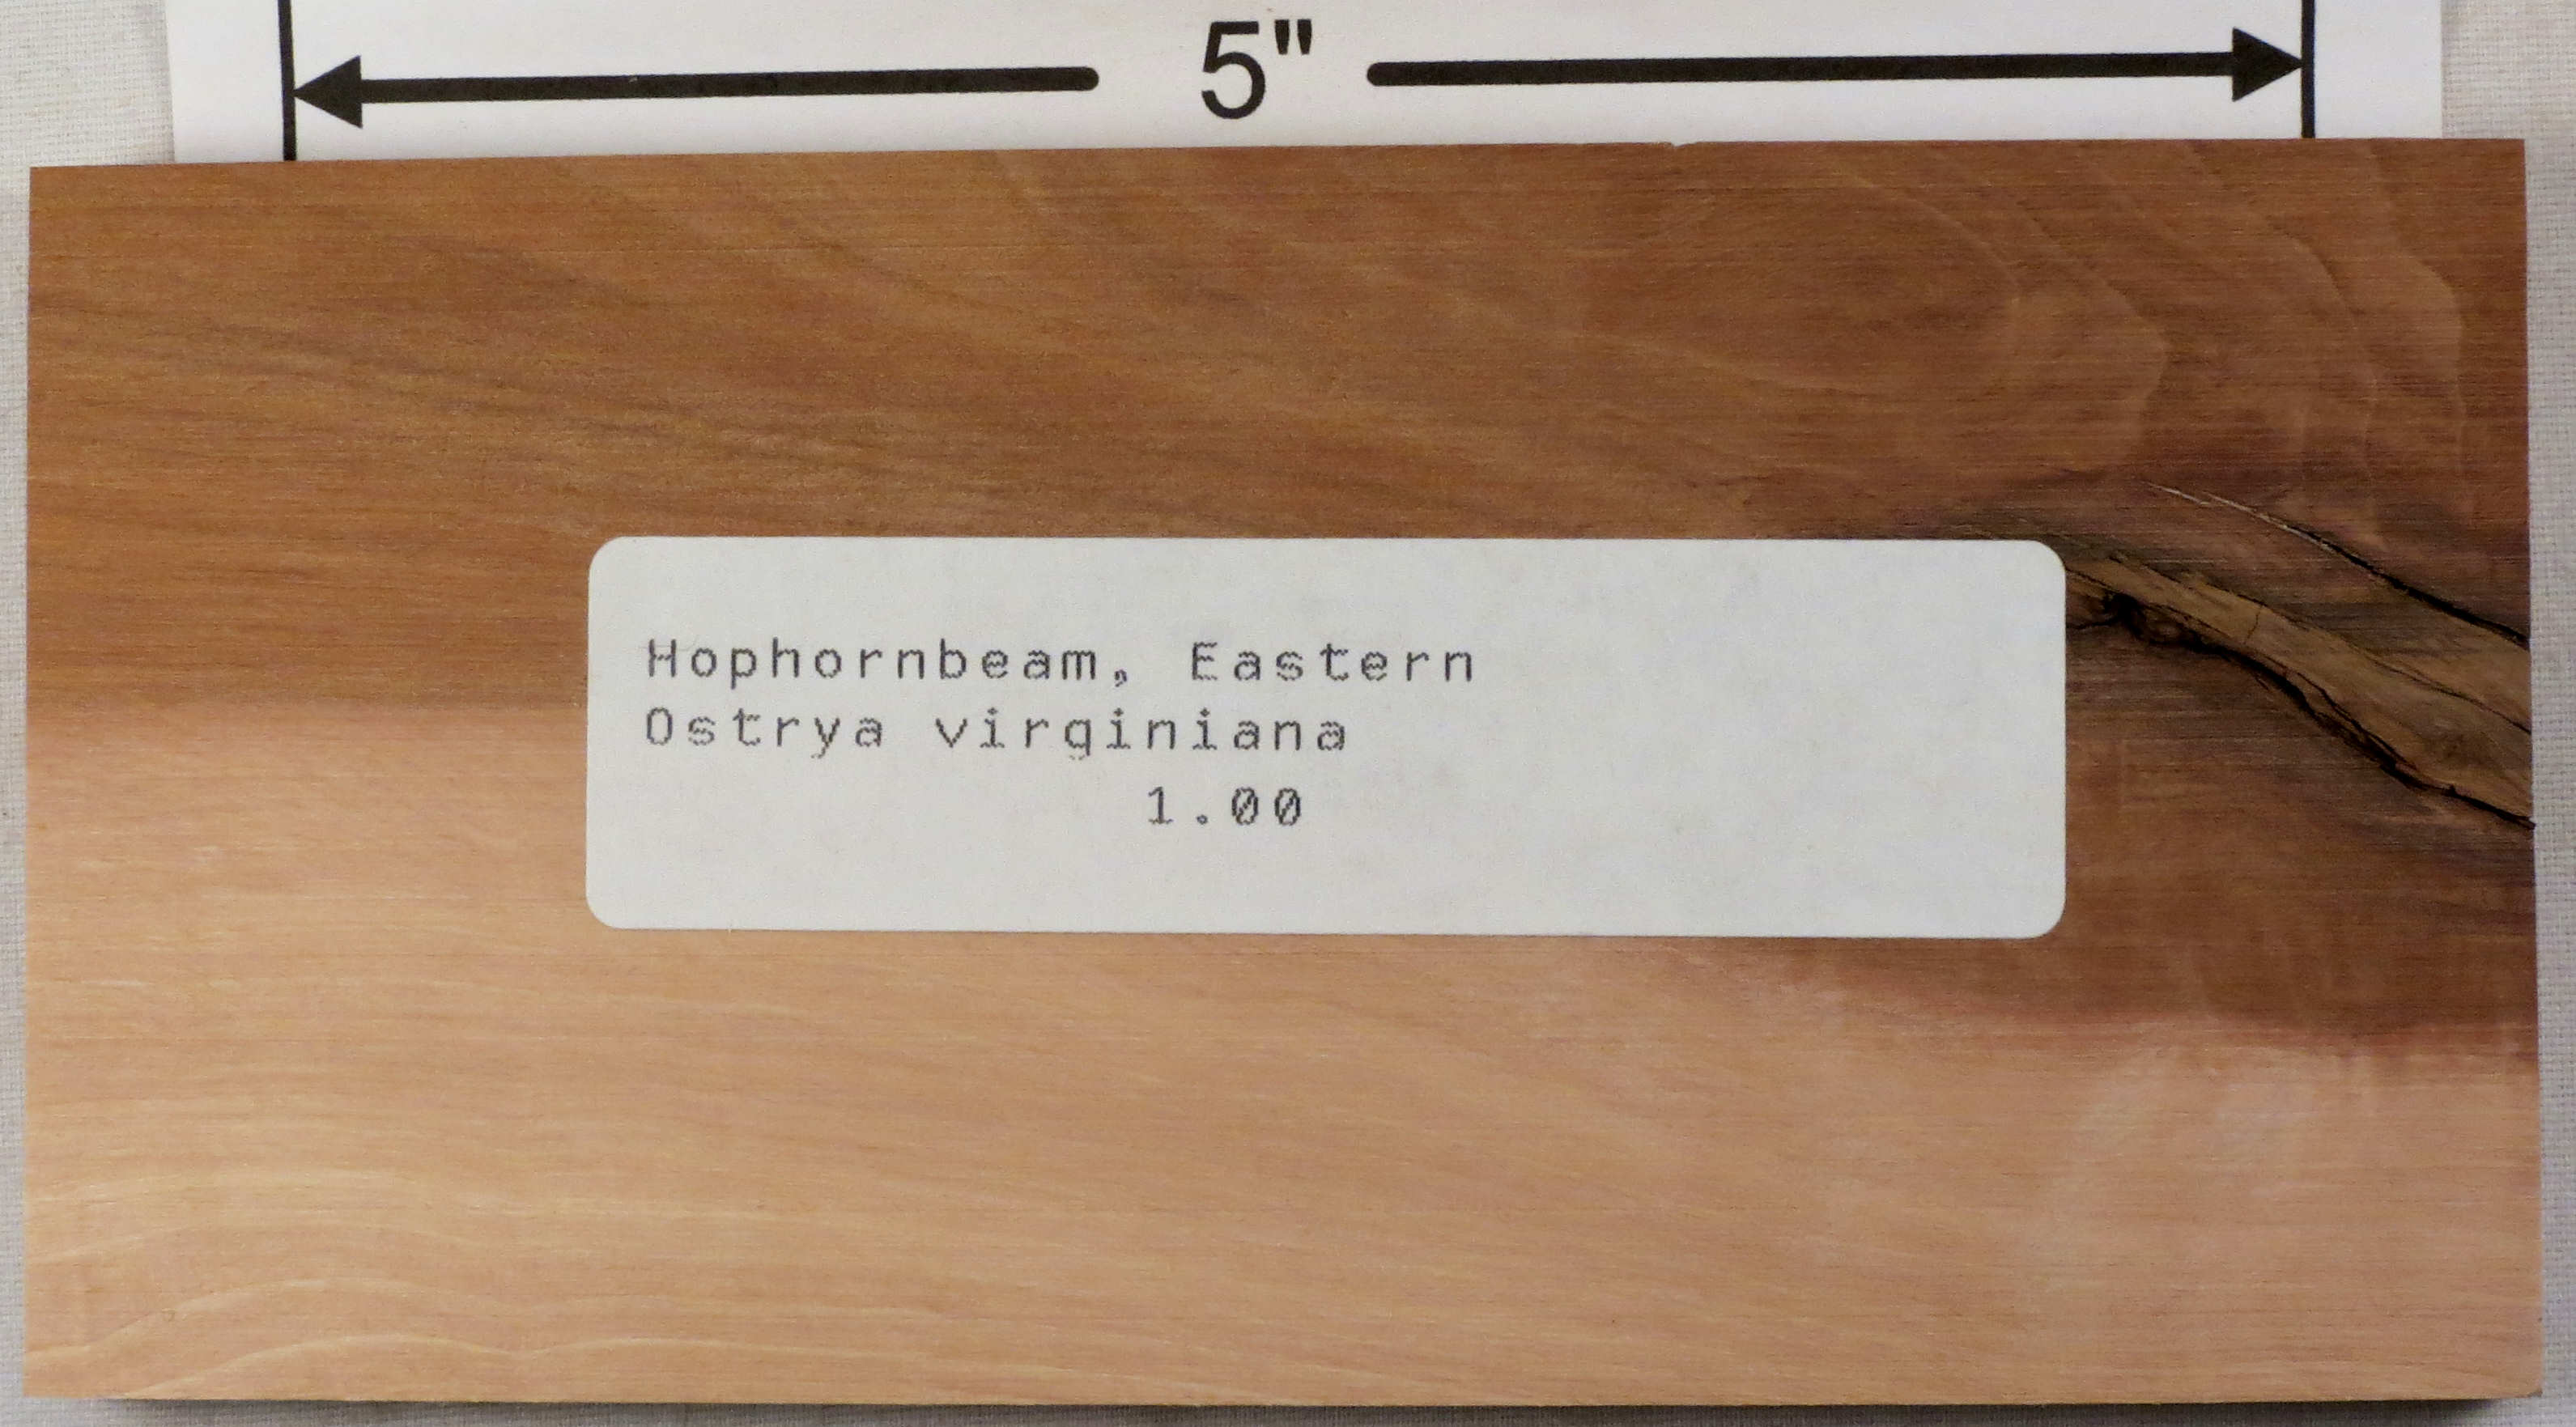 5"
Hophornbeam, Eastern
Ostrya virginiana
1.00